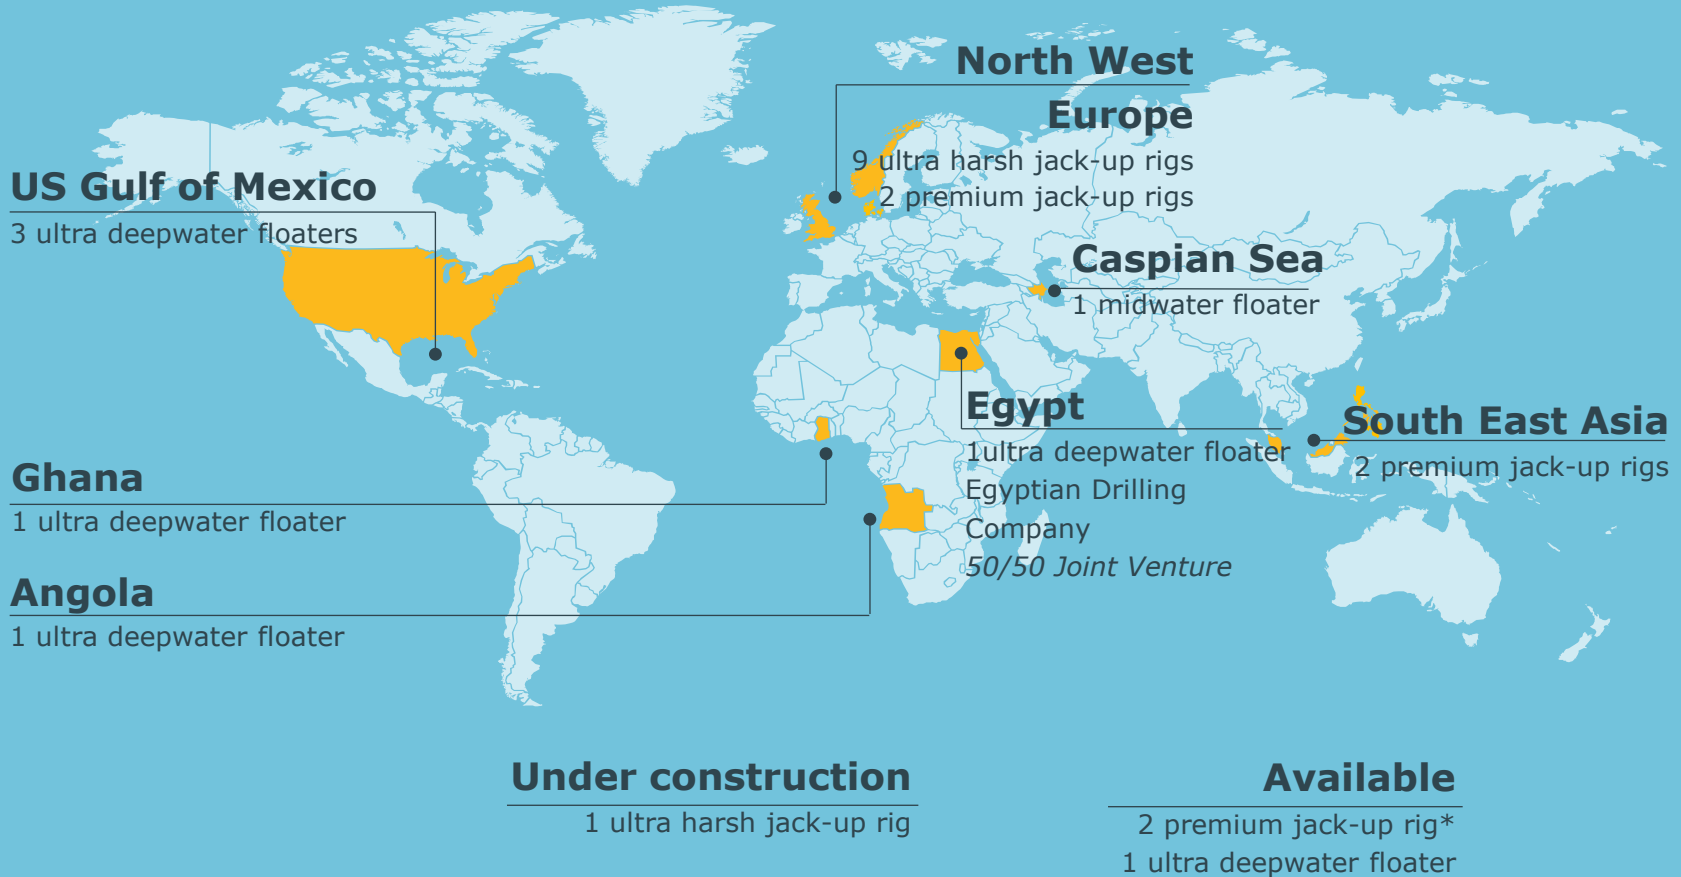 North West
Europe
9 ultra harsh jack-up rigs
2 premium jack-up rigs
US Gulf of Mexico
3 ultra deepwater floaters
Caspian Sea
1 midwater floater
Egypt
1ultra deepwater floater
Egyptian Drilling
Company
50/50 Joint Venture
South East Asia
2 premium jack-up rigs
Ghana
1 ultra deepwater floater
Angola
1 ultra deepwater floater
Under construction
1 ultra harsh jack-up rig
Available
2 premium jack-up rig*
1 ultra deepwater floater